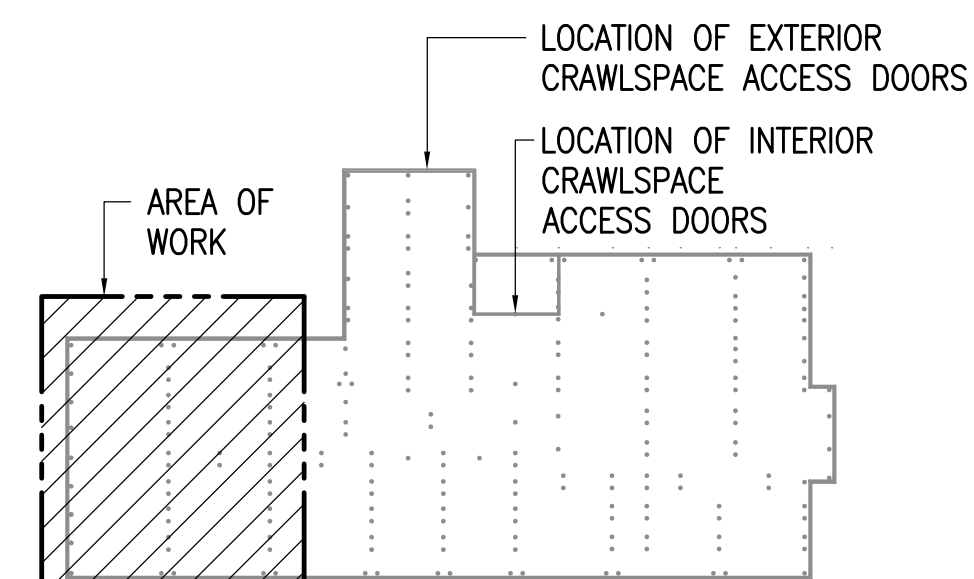 LOCATION OF EXTERIOR
CRAWLSPACE ACCESS DOORS
LOCATION OF INTERIOR
CRAWLSPACE
ACCESS DOORS
AREA OF
WORK